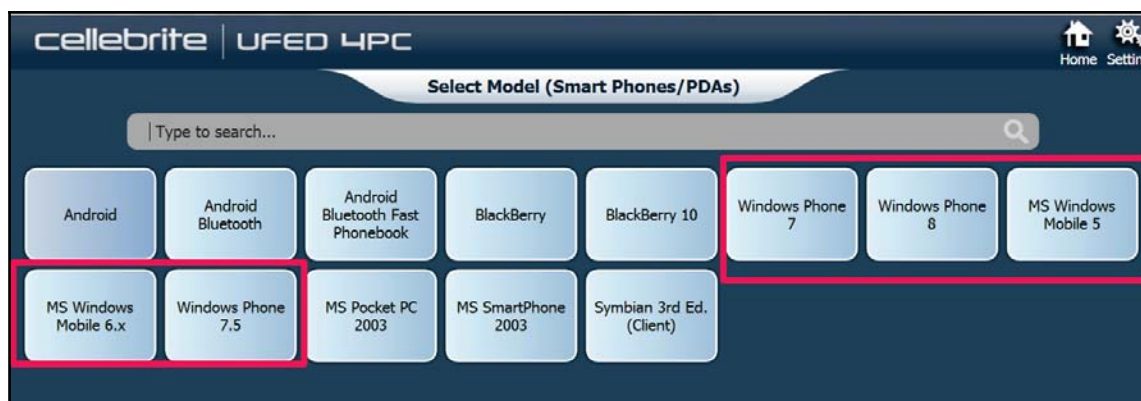 cellebrite | UFED 4PC
Home Settin
Select Model (Smart Phones/PDAs)
Type to search...
Android
Android
Bluetooth
Android
Bluetooth Fast
Phonebook
BlackBerry
BlackBerry 10
Windows Phone
7
Windows Phone
8
MS Windows
Mobile 5
MS Windows
Mobile 6.x
Windows Phone
7.5
MS Pocket PC
2003
MS SmartPhone
2003
Symbian 3rd Ed.
(Client)